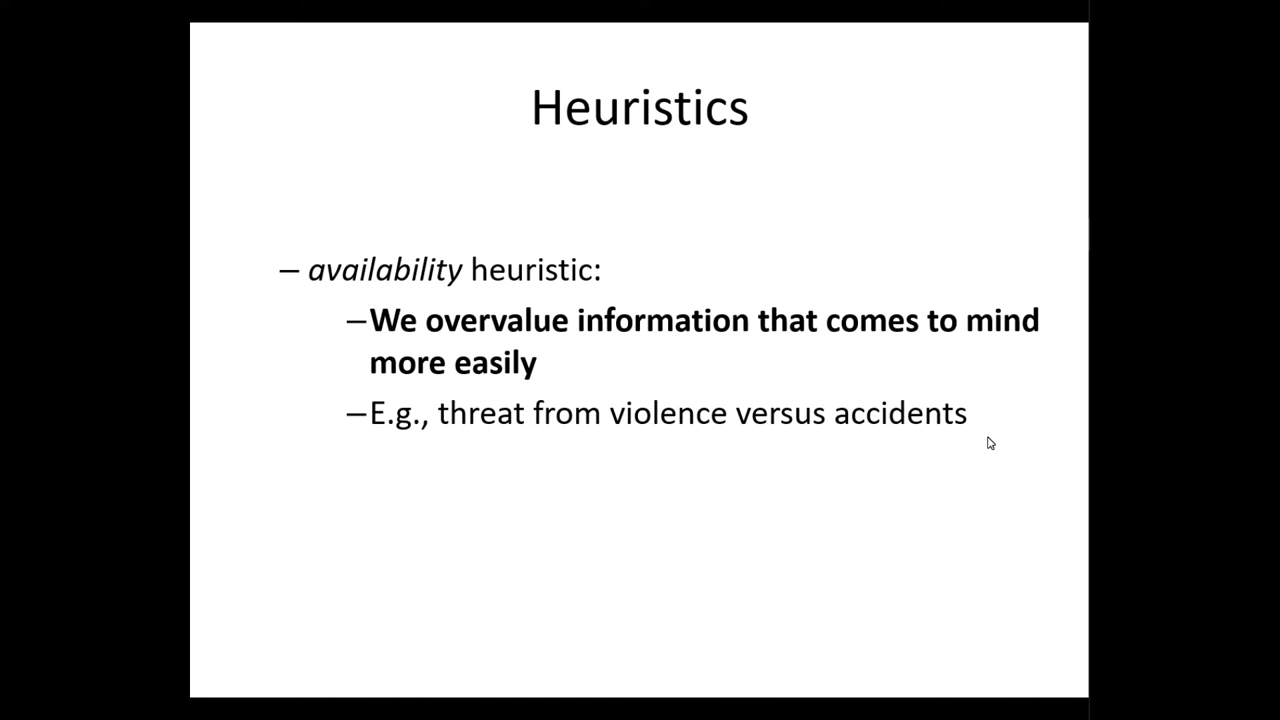 Heuristics
– availability heuristic:
–We overvalue information that comes to mind
more easily
–E.g., threat from violence versus accidents